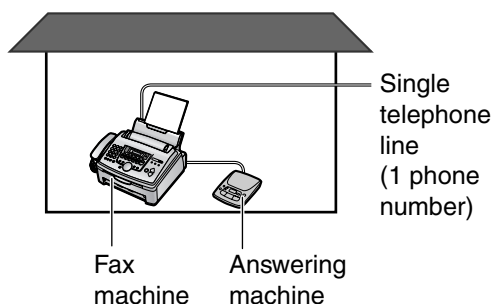 Single
telephone
line
(1 phone
number)
Fax
machine
Answering
machine